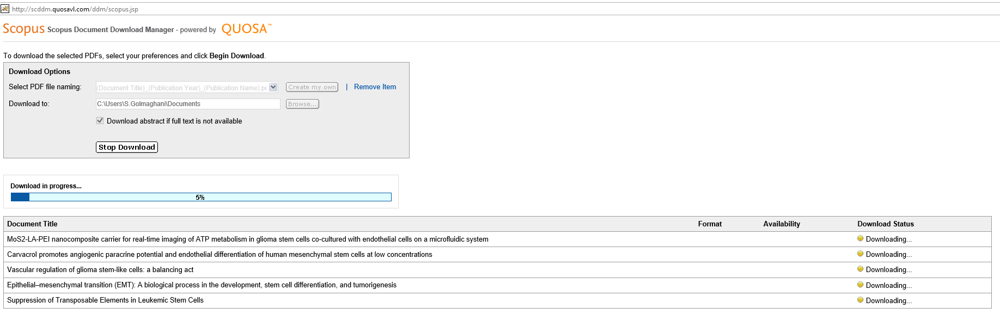 http://scddm.quosavl.com/ddm/scopus.jsp
Scopus Scopus Document Download Manager - powered by QUOSA™
To download the selected PDFs, select your preferences and click Begin Download.
Download Options
Select PDF file naming: (Document Title)_(Publication Year)_(Publication Name) pc Create my own | Remove Item
Download to: C:\Users\S.Golmaghani\Documents Browse...
Download abstract if full text is not available
Stop Download
Download in progress...
5%
Document Title Format Availability Download Status
MoS2-LA-PEI nanocomposite carrier for real-time imaging of ATP metabolism in glioma stem cells co-cultured with endothelial cells on a microfluidic system Downloading...
Carvacrol promotes angiogenic paracrine potential and endothelial differentiation of human mesenchymal stem cells at low concentrations Downloading...
Vascular regulation of glioma stem-like cells: a balancing act Downloading...
Epithelial–mesenchymal transition (EMT): A biological process in the development, stem cell differentiation, and tumorigenesis Downloading...
Suppression of Transposable Elements in Leukemic Stem Cells Downloading...